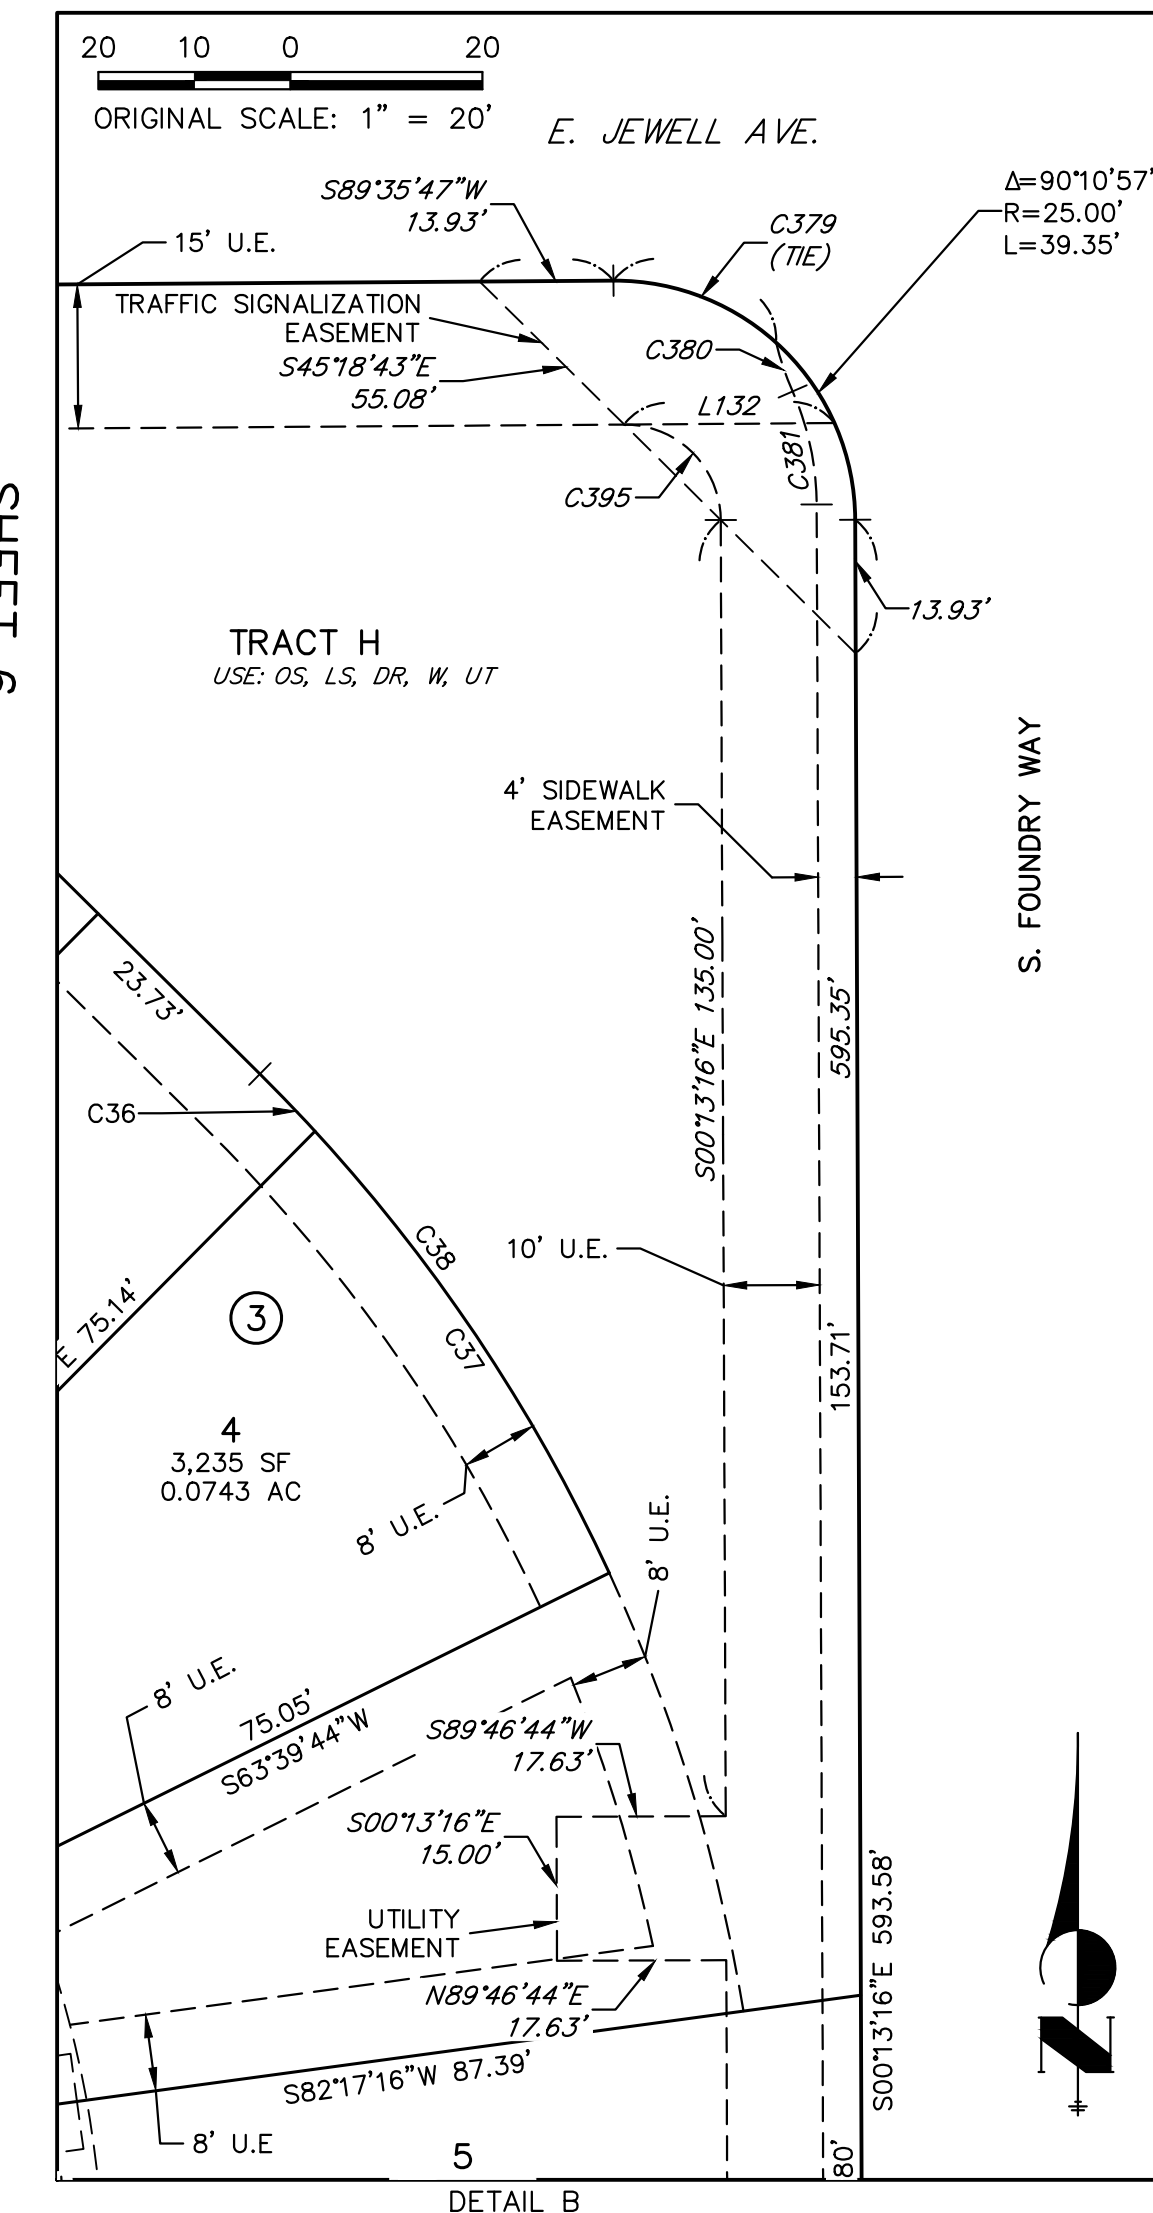 20 10 0 20
ORIGINAL SCALE: 1" = 20'
E. JEWELL AVE.
S89°35'47"W
13.93'
Δ=90°10'57"
R=25.00'
L=39.35'
C379
(TIE)
15' U.E.
TRAFFIC SIGNALIZATION
EASEMENT
S45°18'43"E
55.08'
C380
L132
C381
C395
SHEET 6
13.93'
TRACT H
USE: OS, LS, DR, W, UT
4' SIDEWALK
EASEMENT
S. FOUNDRY WAY
S00°13'16"E 135.00'
595.35'
23.73'
C36
C38
10' U.E.
E 75.14'
3
C37
153.71'
4
3,235 SF
0.0743 AC
8' U.E.
8' U.E.
8' U.E.
75.05'
S63°39'44"W
S89°46'44"W
17.63'
S00°13'16"E
15.00'
UTILITY
EASEMENT
N89°46'44"E
17.63'
S00°13'16"E 593.58'
S82°17'16"W 87.39'
8' U.E
5
80'
N
DETAIL B